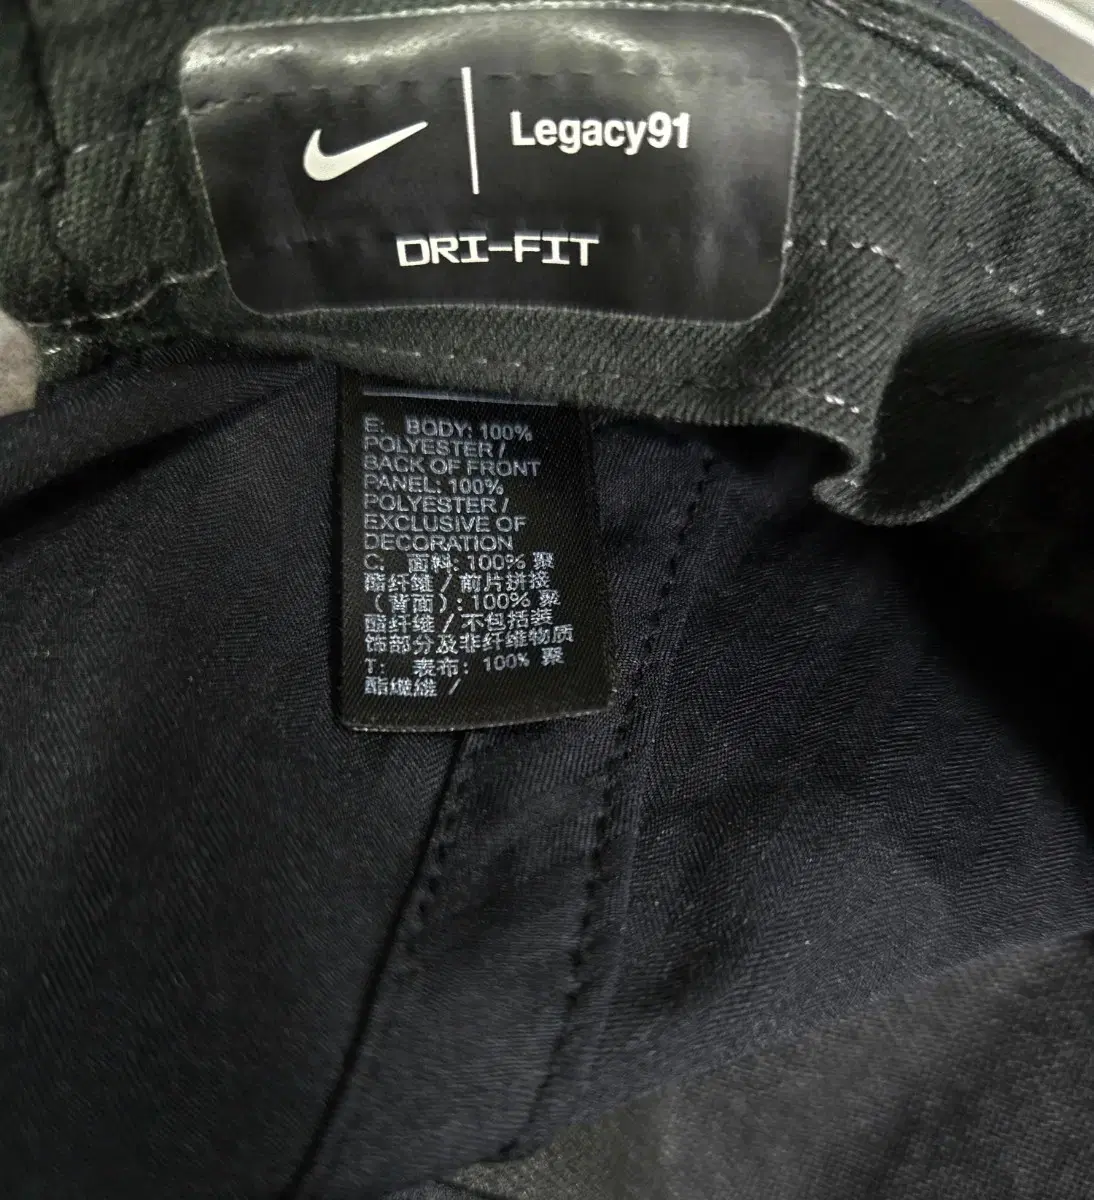 Legacy91
DRI-FIT
E: BODY: 100%
POLYESTER /
BACK OF FRONT
PANEL: 100%
POLYESTER /
EXCLUSIVE OF
DECORATION
C: 面料: 100% 聚
酯纤维 / 前片拼接
(背面): 100% 聚
酯纤维 / 不包括装
饰部分及非纤维物质
T: 表布: 100% 聚
酯纖維 /